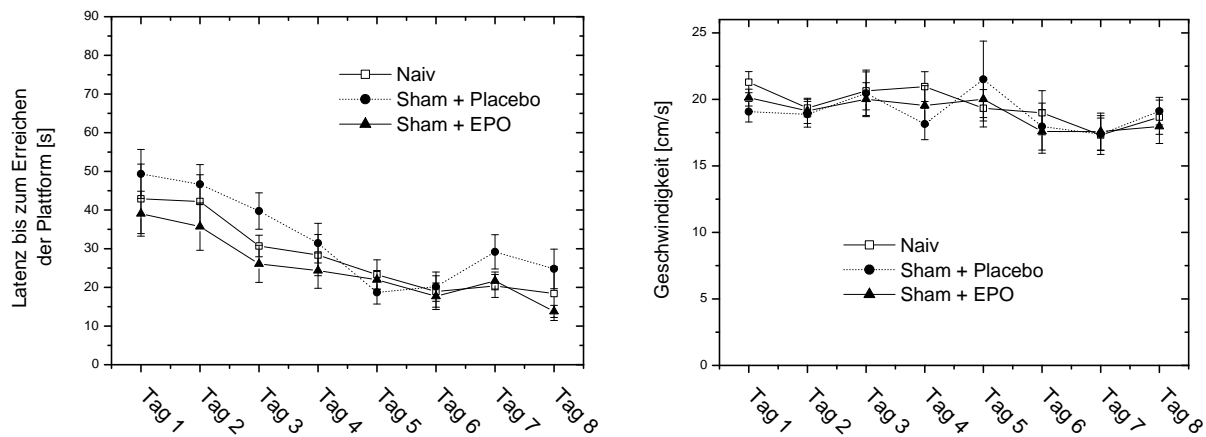 Latenz bis zum Erreichen
der Plattform [s]
90
80
70
60
50
40
30
20
10
0
Naiv
Sham + Placebo
Sham + EPO
Tag 1
Tag 2
Tag 3
Tag 4
Tag 5
Tag 6
Tag 7
Tag 8
Geschwindigkeit [cm/s]
25
20
15
10
5
0
Naiv
Sham + Placebo
Sham + EPO
Tag 1
Tag 2
Tag 3
Tag 4
Tag 5
Tag 6
Tag 7
Tag 8